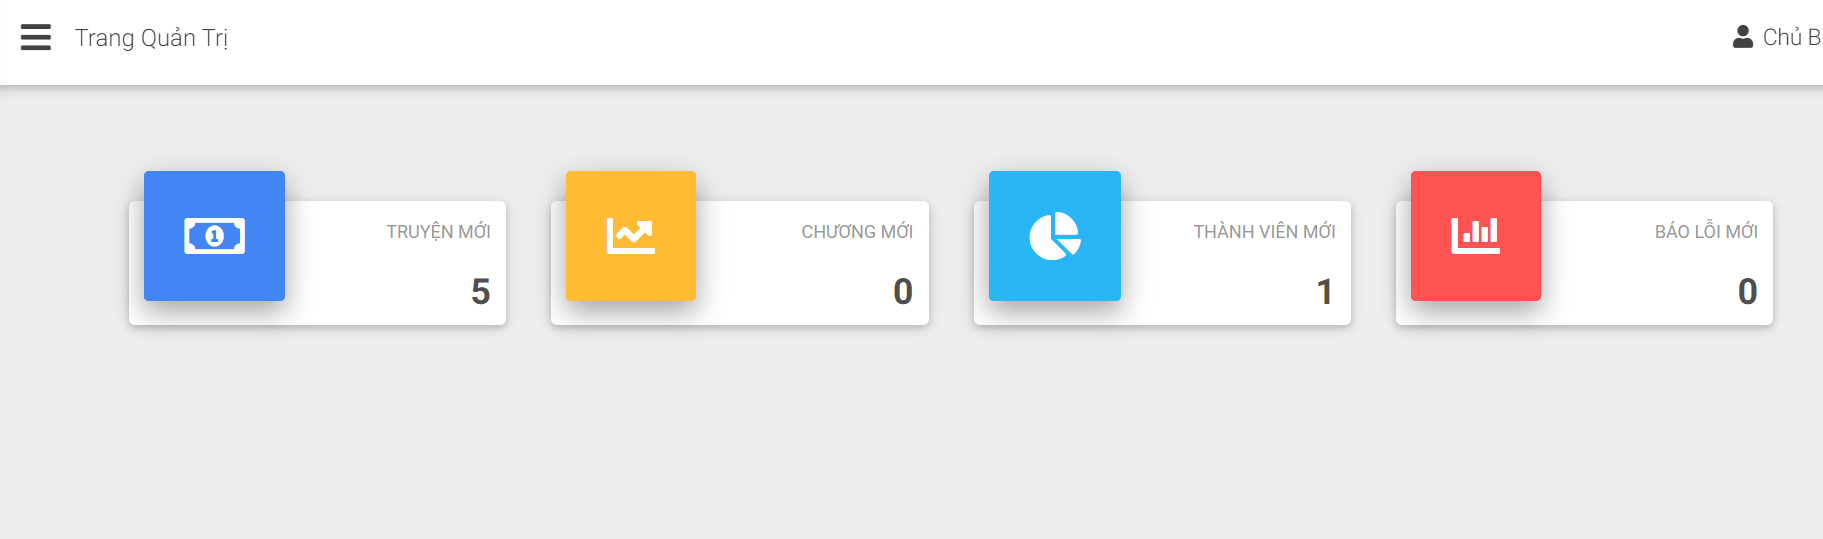 Trang Quản Trị
Chủ B
TRUYỆN MỚI
5
CHƯƠNG MỚI
0
THÀNH VIÊN MỚI
1
BÁO LỖI MỚI
0